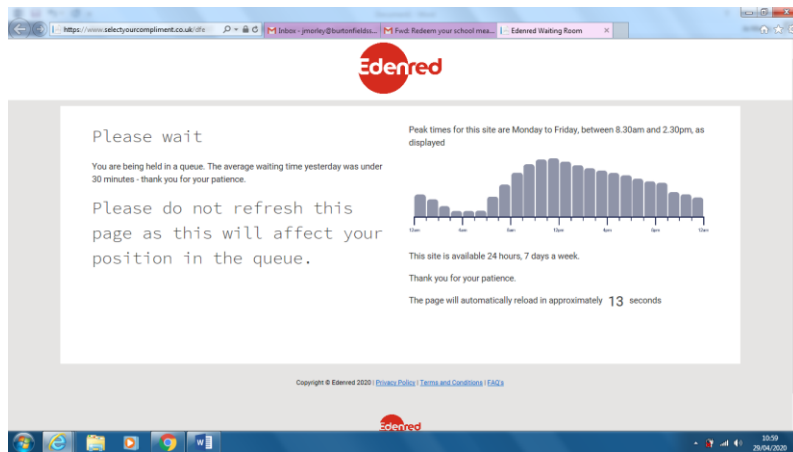 https://www.selectyourcompliment.co.uk/dfe
Inbox - jmorley@burtonfieldss...
Fwd: Redeem your school mea...
Edenred Waiting Room
Edenred
Please wait
You are being held in a queue. The average waiting time yesterday was under
30 minutes - thank you for your patience.
Please do not refresh this
page as this will affect your
position in the queue.
Peak times for this site are Monday to Friday, between 8.30am and 2.30pm, as
displayed
12am 4am 8am 12pm 4pm 8pm 12am
This site is available 24 hours, 7 days a week.
Thank you for your patience.
The page will automatically reload in approximately 13 seconds
Copyright © Edenred 2020 | Privacy Policy | Terms and Conditions | FAQ's
Edenred
10:59
29/04/2020